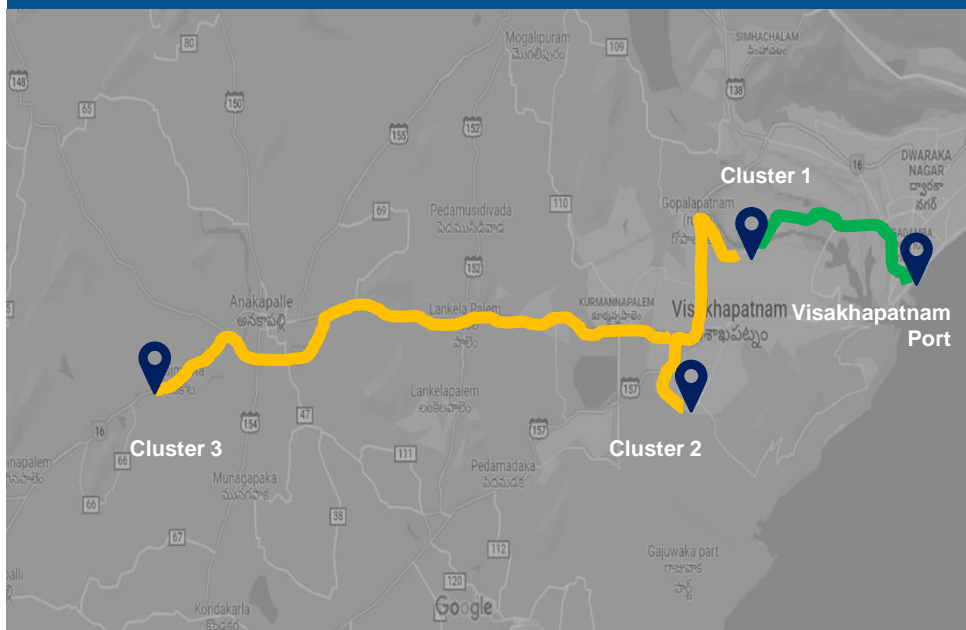 80
Mogalipuram
మొగలిపురం
109
SIMHACHALAM
సింహాచలం
148
65
150
138
155
152
16
DWARAKA
NAGAR
ద్వారకా
నగర్
Cluster 1
69
Pedamusidivada
పెదముసిడివాడ
110
Gopalapatnam
152
Anakapalle
అనకాపల్లి
Lankela Palem
పాలెం
KURMANNAPALEM
Visakhapatnam
శాఖపట్నం
Visakhapatnam
Port
157
Lankelapalem
లంకెలపాలెం
16
154
47
157
Cluster 3
Cluster 2
66
111
Munagapaka
మునగపాక
Pedamadaka
పెదమడక
66
38
67
112
Gajuwaka part
గాజువాక
పార్ట్
120
Google
Kondakarla
కొండకర్ల